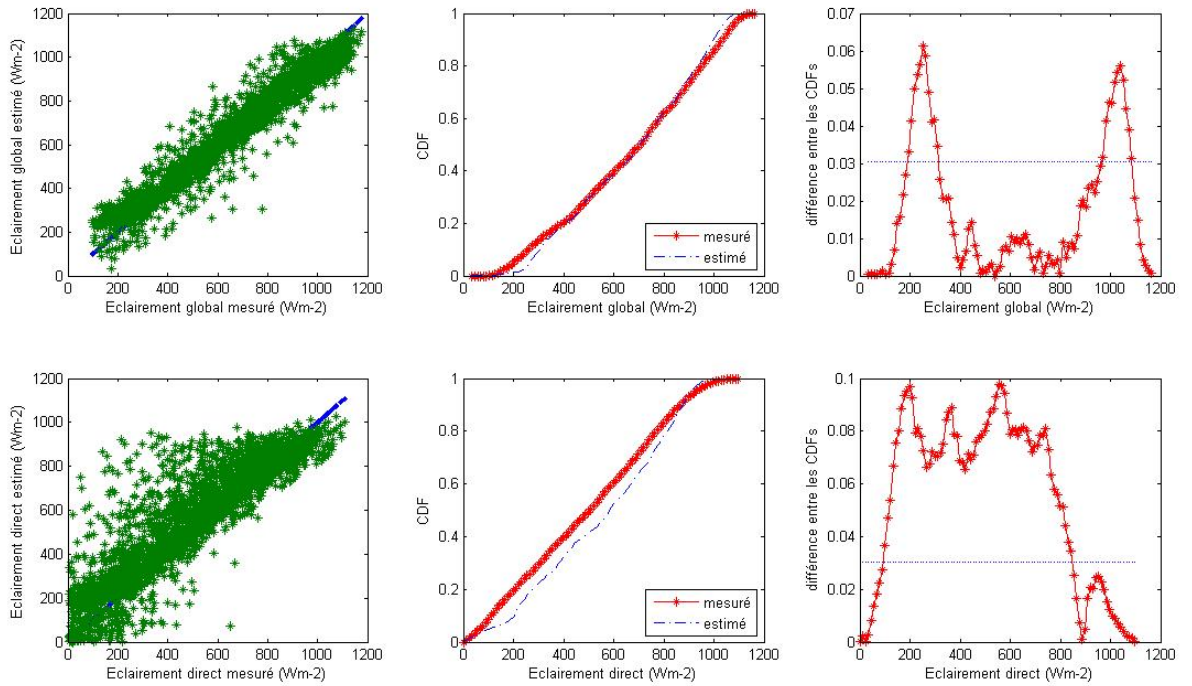 Eclairement global estimé (Wm-2)
1200
1000
800
600
400
200
0
0 200 400 600 800 1000 1200
Eclairement global mesuré (Wm-2)
CDF
1
0.8
0.6
0.4
0.2
0
0 200 400 600 800 1000 1200
Eclairement global (Wm-2)
mesuré
estimé
différence entre les CDFs
0.07
0.06
0.05
0.04
0.03
0.02
0.01
0
0 200 400 600 800 1000 1200
Eclairement global (Wm-2)
Eclairement direct estimé (Wm-2)
1200
1000
800
600
400
200
0
0 200 400 600 800 1000 1200
Eclairement direct mesuré (Wm-2)
CDF
1
0.8
0.6
0.4
0.2
0
0 200 400 600 800 1000 1200
Eclairement direct (Wm-2)
mesuré
estimé
différence entre les CDFs
0.1
0.08
0.06
0.04
0.02
0
0 200 400 600 800 1000 1200
Eclairement direct (Wm-2)